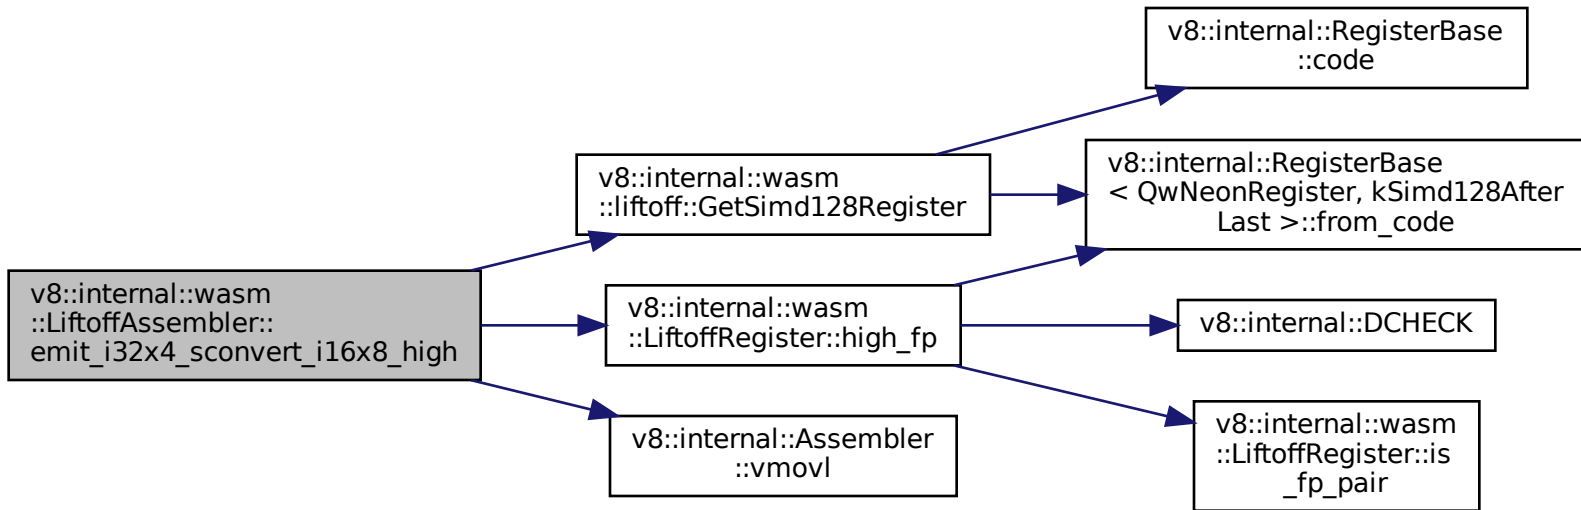 v8::internal::RegisterBase
::code
v8::internal::RegisterBase
< QwNeonRegister, kSimd128After
Last >::from_code
v8::internal::wasm
::liftoff::GetSimd128Register
v8::internal::wasm
::LiftoffAssembler::
emit_i32x4_sconvert_i16x8_high
v8::internal::wasm
::LiftoffRegister::high_fp
v8::internal::DCHECK
v8::internal::Assembler
::vmovl
v8::internal::wasm
::LiftoffRegister::is
_fp_pair